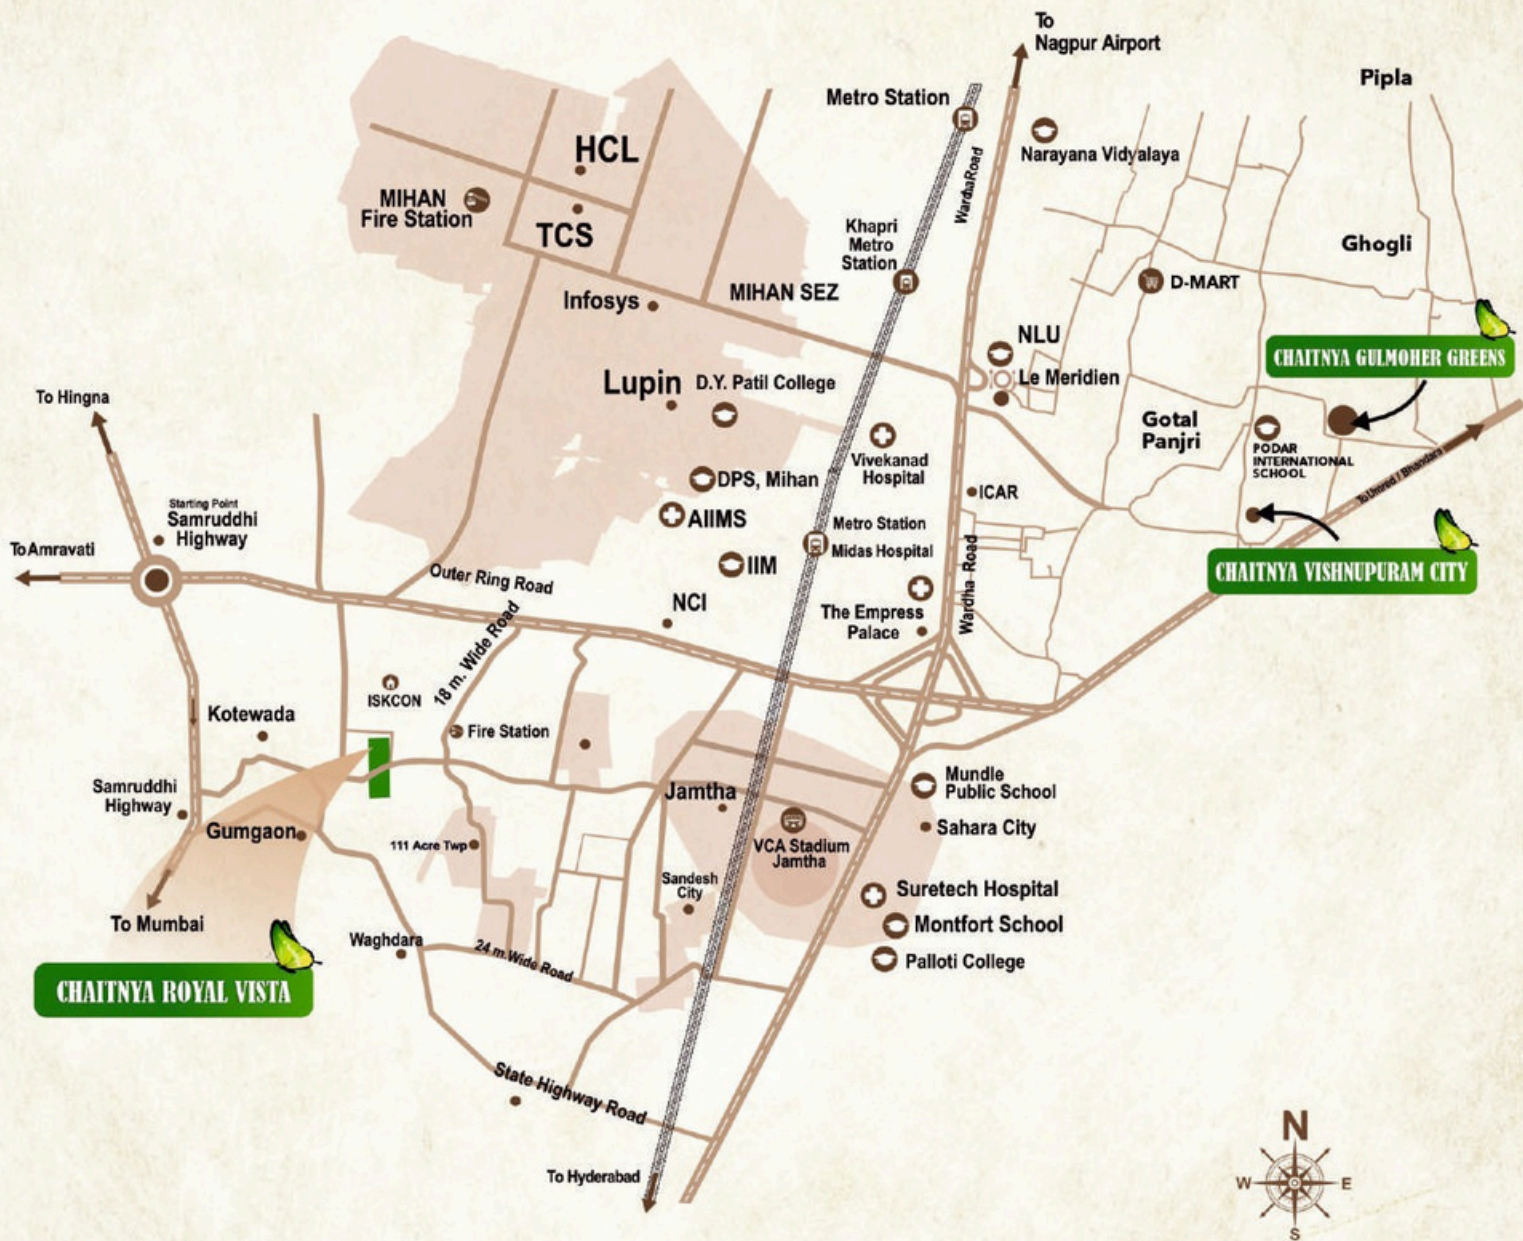 To
Nagpur Airport
Pipla
Metro Station
Narayana Vidyalaya
Wardha Road
HCL
MIHAN
Fire Station
TCS
Khapri
Metro
Station
Ghogli
D-MART
MIHAN SEZ
Infosys
NLU
CHAITNYA GULMOHER GREENS
Le Meridien
Lupin
D.Y. Patil College
To Hingna
Gotal
Panjri
PODAR
INTERNATIONAL
SCHOOL
Vivekanad
Hospital
DPS, Mihan
ICAR
To Umred / Bhandara
Starting Point
Samruddhi
Highway
AIIMS
Metro Station
Midas Hospital
To Amravati
IIM
CHAITNYA VISHNUPURAM CITY
Outer Ring Road
NCI
The Empress
Palace
Wardha Road
18 m. Wide Road
ISKCON
Kotewada
Fire Station
Samruddhi
Highway
Jamtha
Mundle
Public School
Gumgaon
Sahara City
111 Acre Twp
VCA Stadium
Jamtha
Sandesh
City
Suretech Hospital
To Mumbai
Montfort School
Waghdara
24 m.Wide Road
Palloti College
CHAITNYA ROYAL VISTA
State Highway Road
To Hyderabad
N
W
E
S